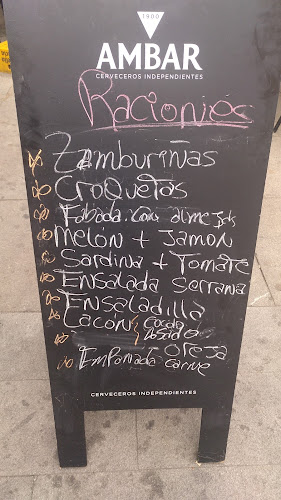 1900
AMBAR
CERVECEROS INDEPENDIENTES
Raciones
Zamburiñas
Croquetas
Fabada con almejas
Melón + Jamon
Sardina + Tomate
Ensalada Serrana
Ensaladilla
Lacón { Cocido
Oreja
Empanada carne
CERVECEROS INDEPENDIENTES